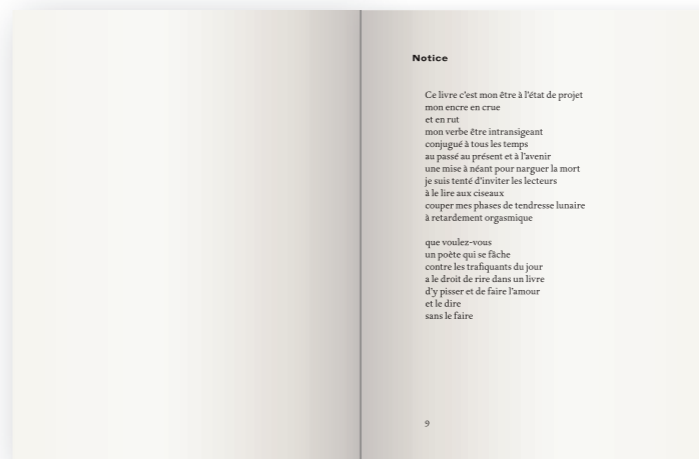 Notice
Ce livre c'est mon être à l'état de projet
mon encre en crue
et en rut
mon verbe être intransigeant
conjugué à tous les temps
au passé au présent et à l'avenir
une mise à néant pour narguer la mort
je suis tenté d'inviter les lecteurs
à le lire aux ciseaux
couper mes phases de tendresse lunaire
à retardement orgasmique
que voulez-vous
un poète qui se fâche
contre les trafiquants du jour
a le droit de rire dans un livre
d'y pisser et de faire l'amour
et le dire
sans le faire
9